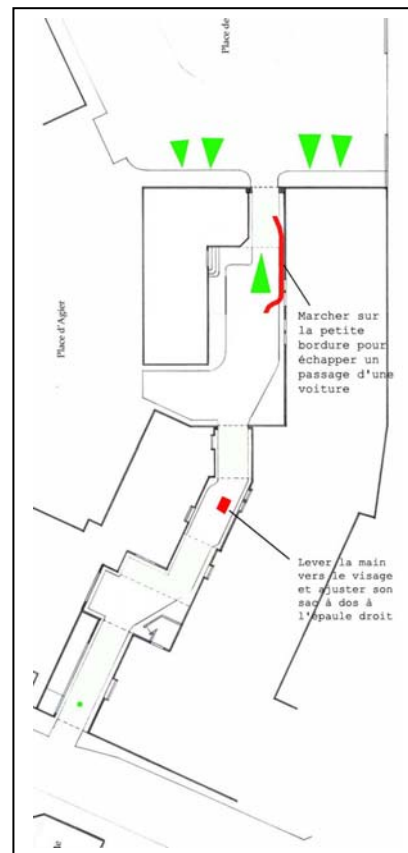 Place de
Place d'Agier
Marcher sur
la petite
bordure pour
échapper un
passage d'une
voiture
Lever la main
vers le visage
et ajuster son
sac à dos à
l'épaule droit
de